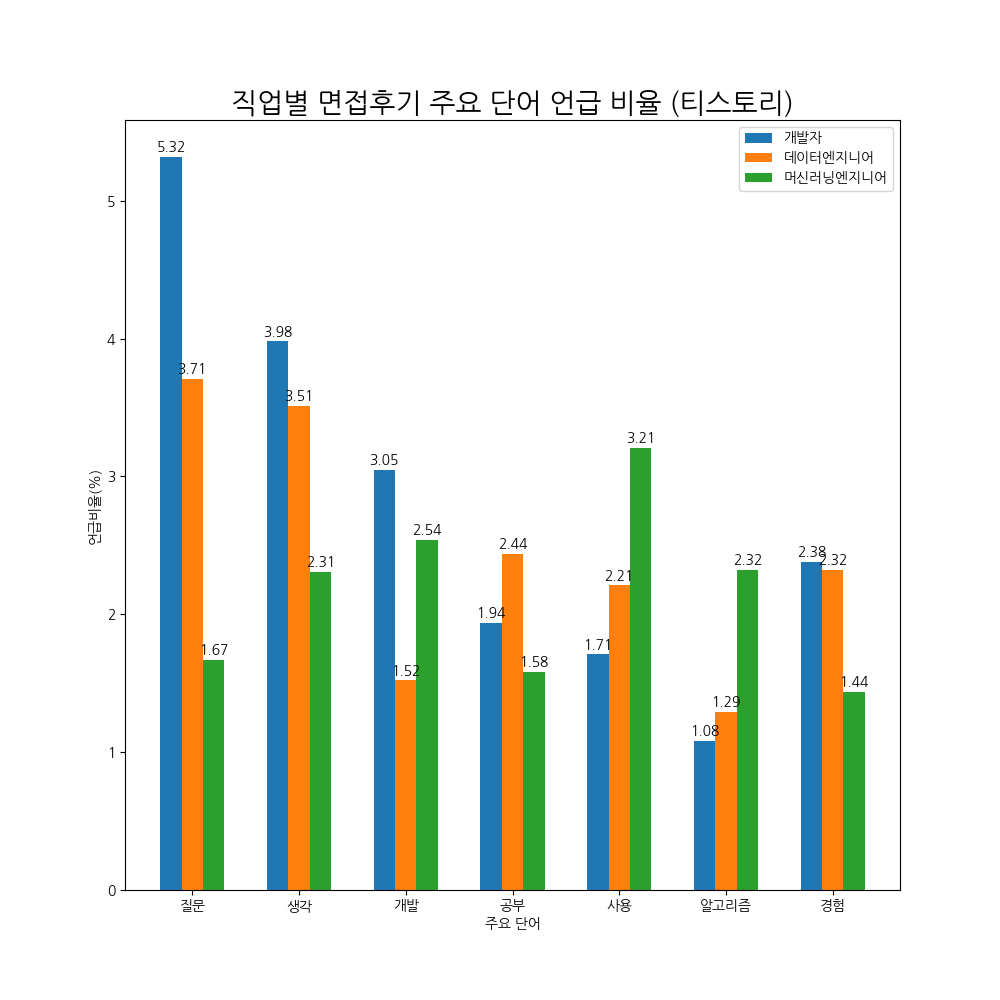 직업별 면접후기 주요 단어 언급 비율 (티스토리)
개발자
데이터엔지니어
머신러닝엔지니어
언급비율(%)
5
4
3
2
1
0
5.32
3.71
1.67
3.98
3.51
2.31
3.05
1.52
2.54
1.94
2.44
1.58
1.71
2.21
3.21
1.08
1.29
2.32
2.38
2.32
1.44
질문
생각
개발
공부
사용
알고리즘
경험
주요 단어